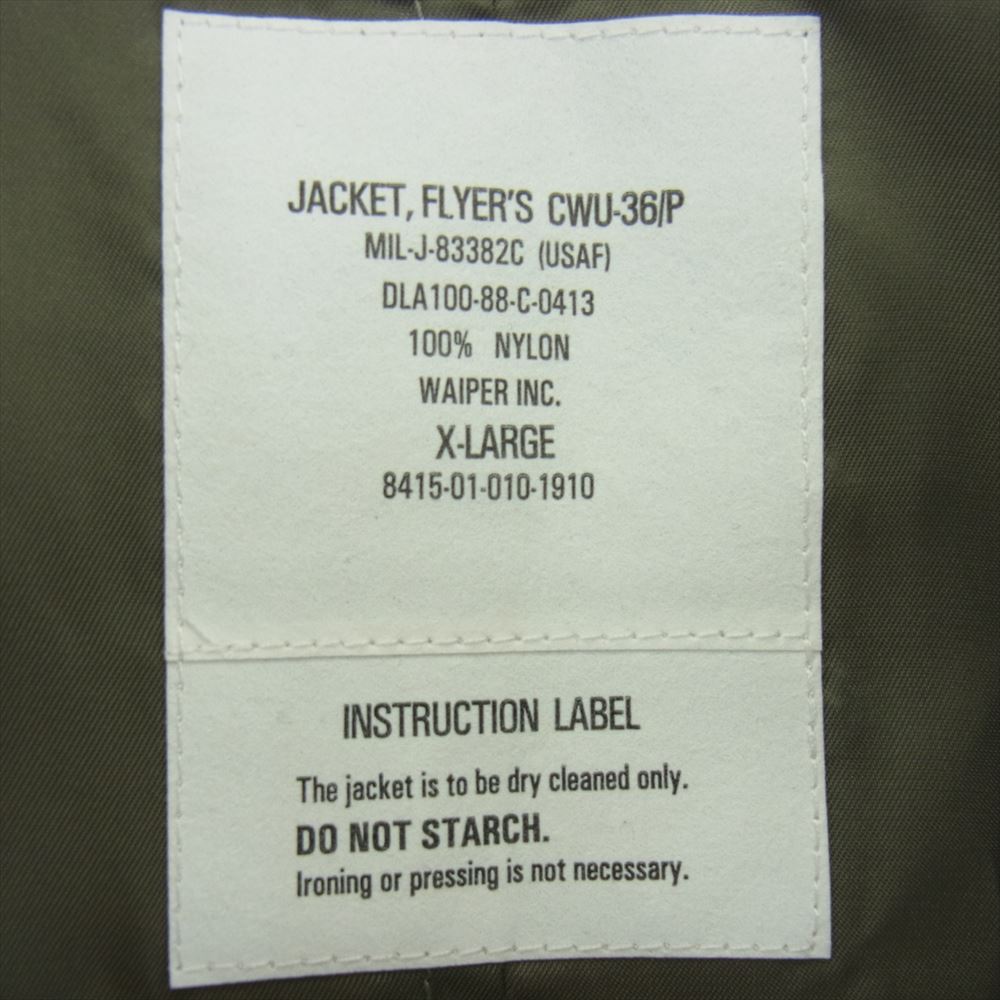 JACKET, FLYER'S CWU-36/P
MIL-J-83382C (USAF)
DLA100-88-C-0413
100% NYLON
WAIPER INC.
X-LARGE
8415-01-010-1910
INSTRUCTION LABEL
The jacket is to be dry cleaned only.
DO NOT STARCH.
Ironing or pressing is not necessary.